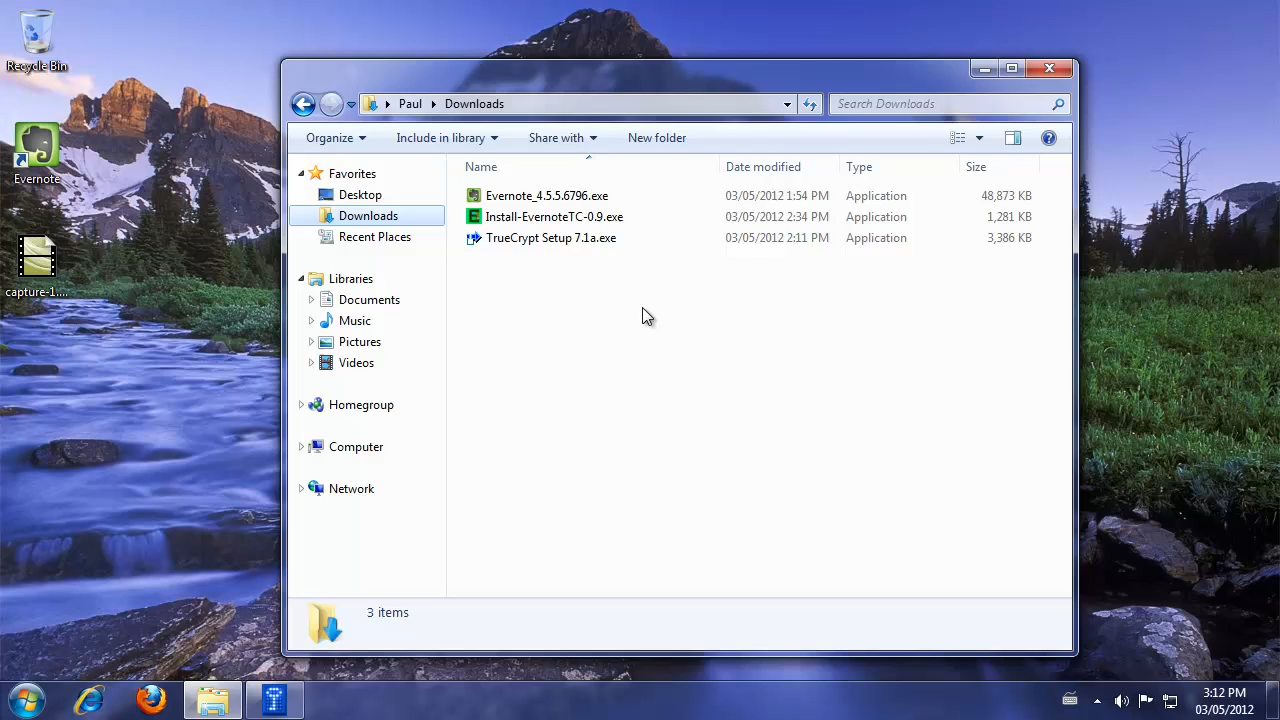 Recycle Bin
Evernote
capture-1....
Paul Downloads
Search Downloads
Organize Include in library Share with New folder
Favorites
Desktop
Downloads
Recent Places
Libraries
Documents
Music
Pictures
Videos
Homegroup
Computer
Network
Name Date modified Type Size
Evernote_4.5.5.6796.exe 03/05/2012 1:54 PM Application 48,873 KB
Install-EvernoteTC-0.9.exe 03/05/2012 2:34 PM Application 1,281 KB
TrueCrypt Setup 7.1a.exe 03/05/2012 2:11 PM Application 3,386 KB
3 items
3:12 PM
03/05/2012